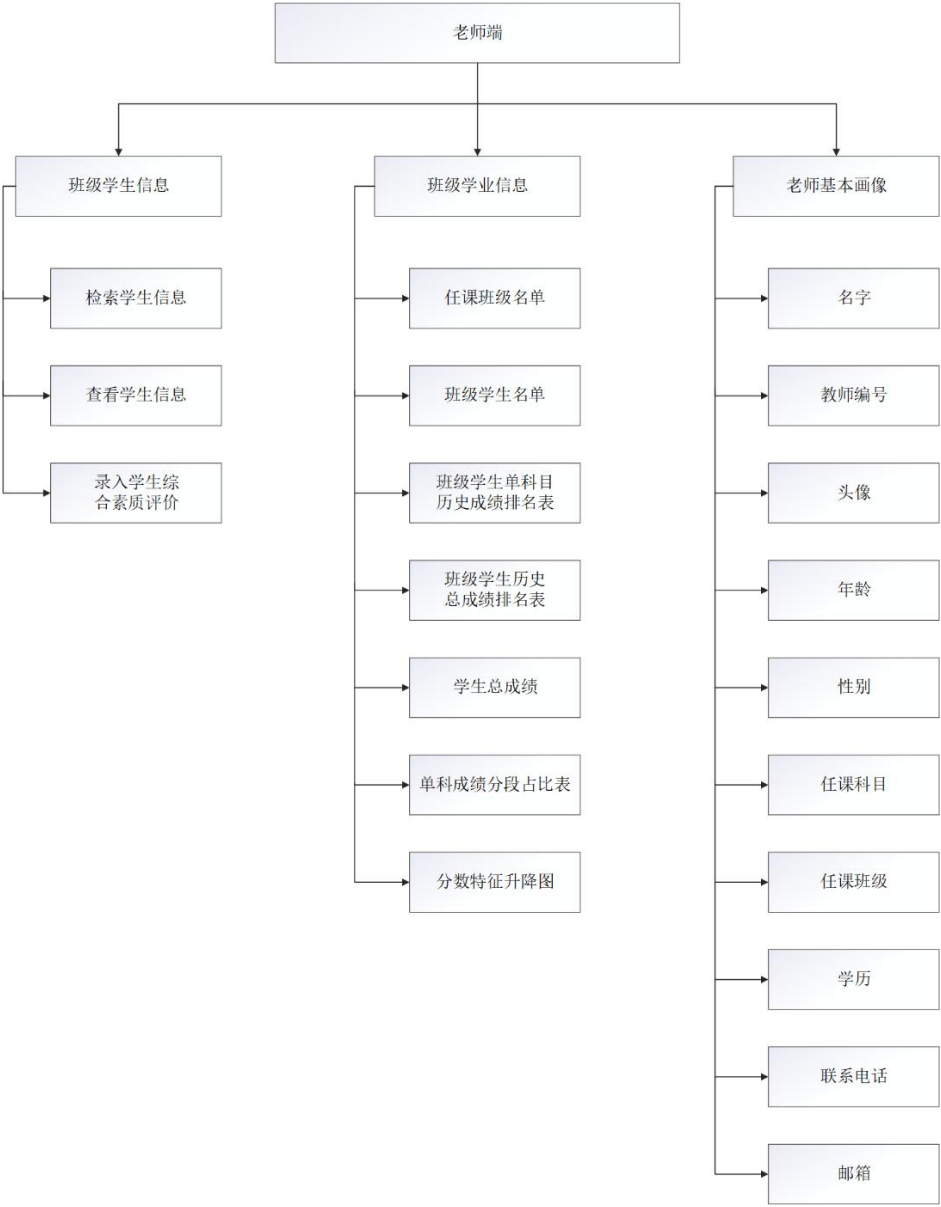 老师端
班级学生信息
检索学生信息
查看学生信息
录入学生综
合素质评价
班级学业信息
任课班级名单
班级学生名单
班级学生单科目
历史成绩排名表
班级学生历史
总成绩排名表
学生总成绩
单科成绩分段占比表
分数特征升降图
老师基本画像
名字
教师编号
头像
年龄
性别
任课科目
任课班级
学历
联系电话
邮箱